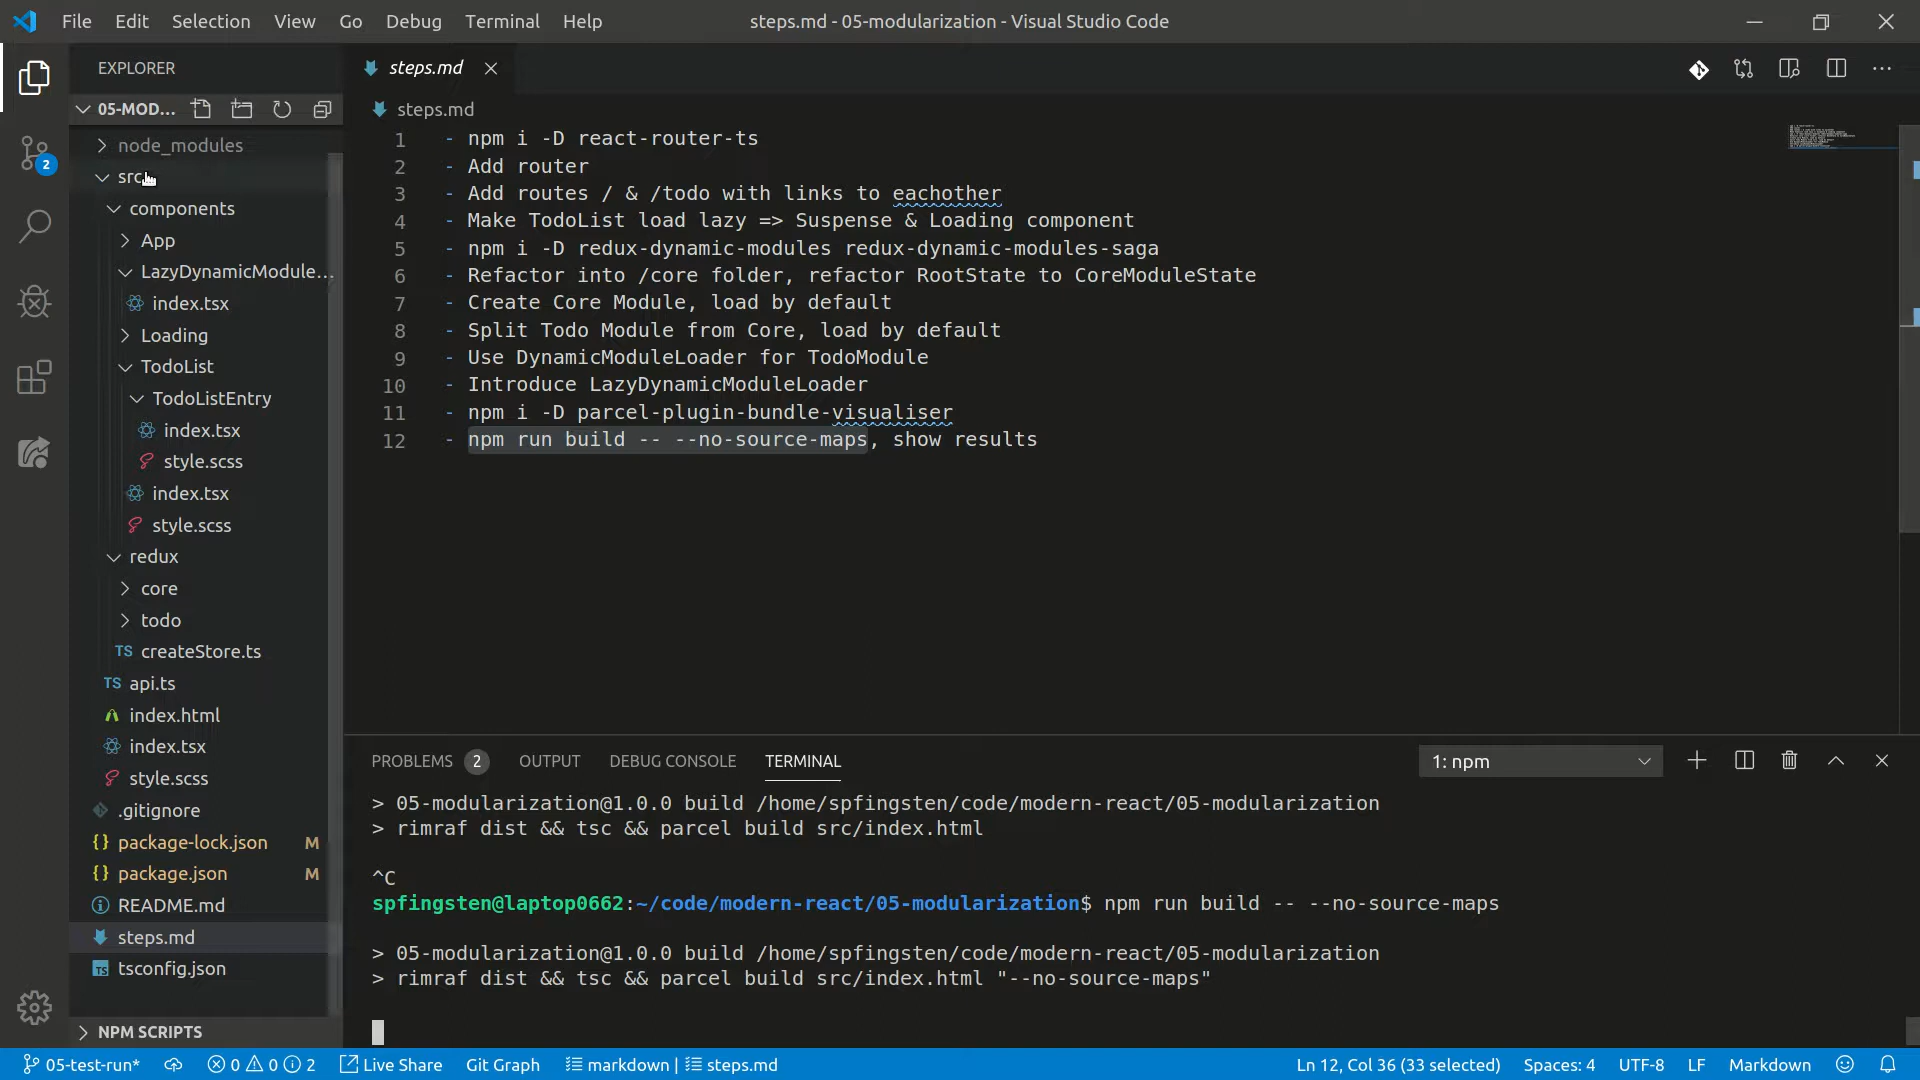 File Edit Selection View Go Debug Terminal Help
steps.md - 05-modularization - Visual Studio Code
EXPLORER
05-MOD...
node_modules
src
components
App
LazyDynamicModule...
index.tsx
Loading
TodoList
TodoListEntry
index.tsx
style.scss
index.tsx
style.scss
redux
core
todo
TS createStore.ts
TS api.ts
index.html
index.tsx
style.scss
.gitignore
{} package-lock.json M
{} package.json M
README.md
steps.md
TS tsconfig.json
NPM SCRIPTS
2
steps.md
steps.md
1 - npm i -D react-router-ts
2 - Add router
3 - Add routes / & /todo with links to eachother
4 - Make TodoList load lazy => Suspense & Loading component
5 - npm i -D redux-dynamic-modules redux-dynamic-modules-saga
6 - Refactor into /core folder, refactor RootState to CoreModuleState
7 - Create Core Module, load by default
8 - Split Todo Module from Core, load by default
9 - Use DynamicModuleLoader for TodoModule
10 - Introduce LazyDynamicModuleLoader
11 - npm i -D parcel-plugin-bundle-visualiser
12 - npm run build -- --no-source-maps, show results
PROBLEMS 2 OUTPUT DEBUG CONSOLE TERMINAL
1: npm
> 05-modularization@1.0.0 build /home/spfingsten/code/modern-react/05-modularization
> rimraf dist && tsc && parcel build src/index.html
^C
spfingsten@laptop0662:~/code/modern-react/05-modularization$ npm run build -- --no-source-maps
> 05-modularization@1.0.0 build /home/spfingsten/code/modern-react/05-modularization
> rimraf dist && tsc && parcel build src/index.html "--no-source-maps"
05-test-run* 0 0 2 Live Share Git Graph markdown | steps.md
Ln 12, Col 36 (33 selected) Spaces: 4 UTF-8 LF Markdown